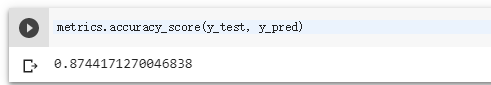 metrics.accuracy_score(y_test, y_pred)
0.8744171270046838